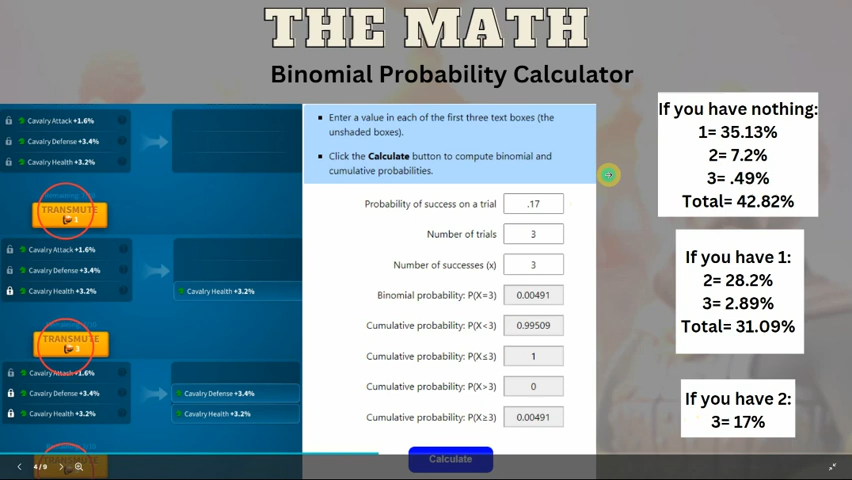 THE MATH
Binomial Probability Calculator
Cavalry Attack +1.6%
Cavalry Defense +3.4%
Cavalry Health +3.2%
TRANSMUTE
1
Cavalry Attack +1.6%
Cavalry Defense +3.4%
Cavalry Health +3.2%
Cavalry Health +3.2%
TRANSMUTE
3
Cavalry Attack +1.6%
Cavalry Defense +3.4%
Cavalry Defense +3.4%
Cavalry Health +3.2%
Cavalry Health +3.2%
TRANSMUTE
Enter a value in each of the first three text boxes (the
unshaded boxes).
Click the Calculate button to compute binomial and
cumulative probabilities.
Probability of success on a trial .17
Number of trials 3
Number of successes (x) 3
Binomial probability: P(X=3) 0.00491
Cumulative probability: P(X<3) 0.99509
Cumulative probability: P(X≤3) 1
Cumulative probability: P(X>3) 0
Cumulative probability: P(X≥3) 0.00491
Calculate
If you have nothing:
1= 35.13%
2= 7.2%
3= .49%
Total= 42.82%
If you have 1:
2= 28.2%
3= 2.89%
Total= 31.09%
If you have 2:
3= 17%
4/9